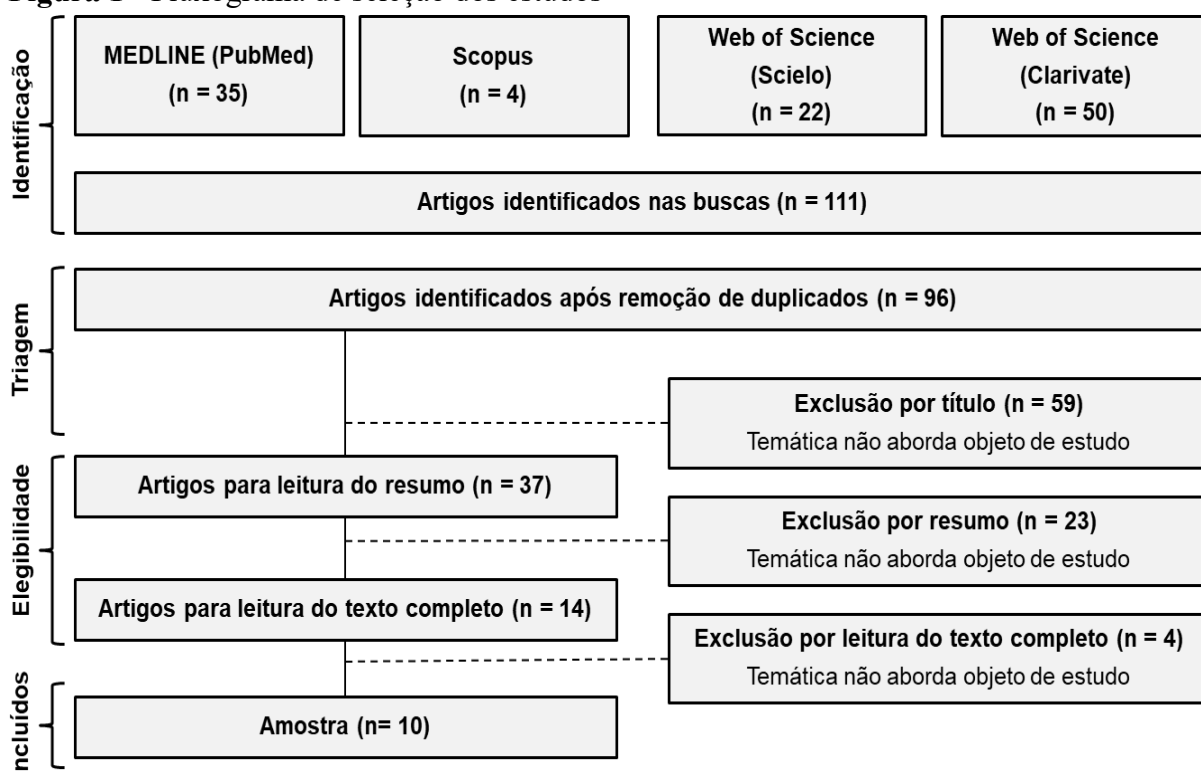 Identificação
MEDLINE (PubMed)
(n = 35)
Scopus
(n = 4)
Web of Science
(Scielo)
(n = 22)
Web of Science
(Clarivate)
(n = 50)
Artigos identificados nas buscas (n = 111)
Triagem
Artigos identificados após remoção de duplicados (n = 96)
Exclusão por título (n = 59)
Temática não aborda objeto de estudo
Elegibilidade
Artigos para leitura do resumo (n = 37)
Exclusão por resumo (n = 23)
Temática não aborda objeto de estudo
Artigos para leitura do texto completo (n = 14)
Exclusão por leitura do texto completo (n = 4)
Temática não aborda objeto de estudo
ncluídos
Amostra (n= 10)